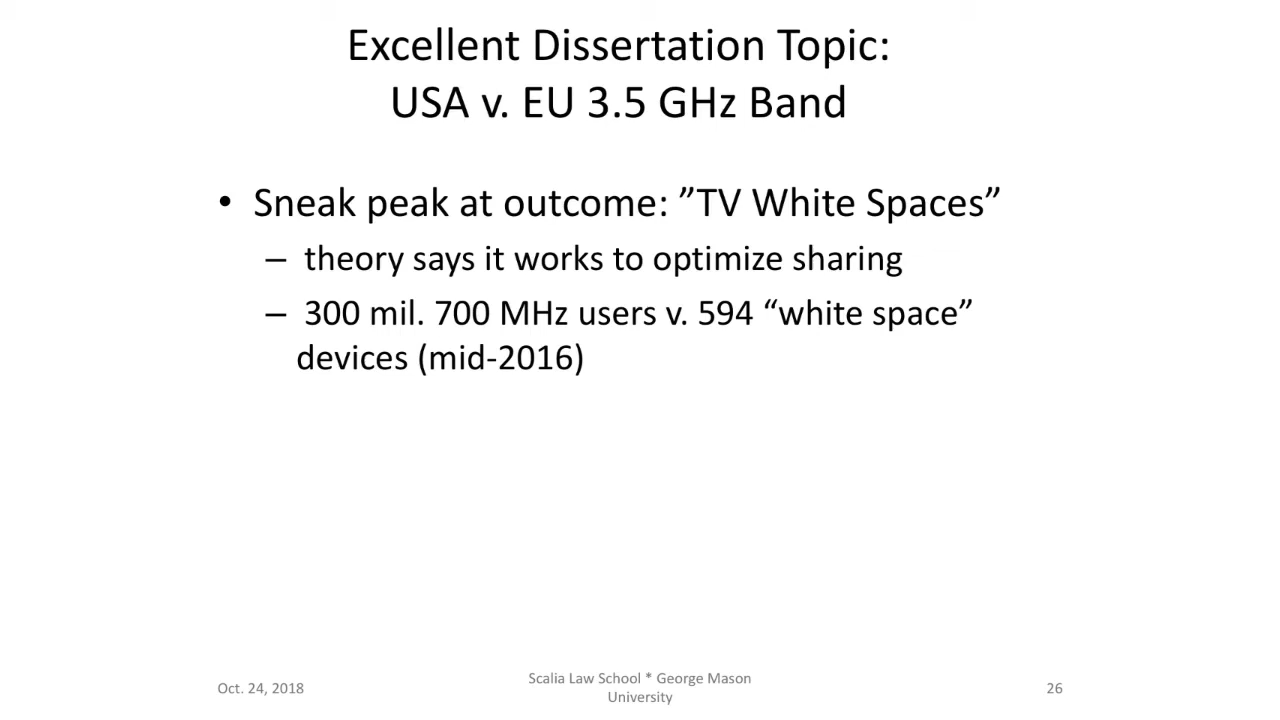 Excellent Dissertation Topic:
USA v. EU 3.5 GHz Band
• Sneak peak at outcome: ”TV White Spaces”
– theory says it works to optimize sharing
– 300 mil. 700 MHz users v. 594 “white space”
devices (mid-2016)
Oct. 24, 2018
Scalia Law School * George Mason
University
26